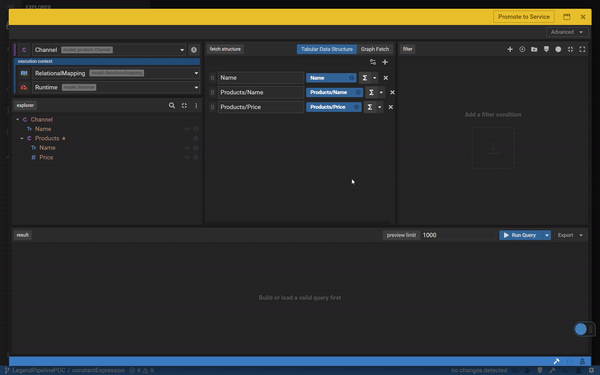 EXPLORER
Promote to Service
Advanced
Channel model::product::Channel
execution context
RelationalMapping model::RelationalMapping
Runtime model::Runtime
explorer
Channel
Name
Products
Name
Price
fetch structure
Tabular Data Structure
Graph Fetch
Name Name
Products/Name Products/Name
Products/Price Products/Price
filter
Add a filter condition
result
preview limit 1000
Run Query
Export
Build or load a valid query first
LegendPipelinePOC / constantExpression
no changes detected